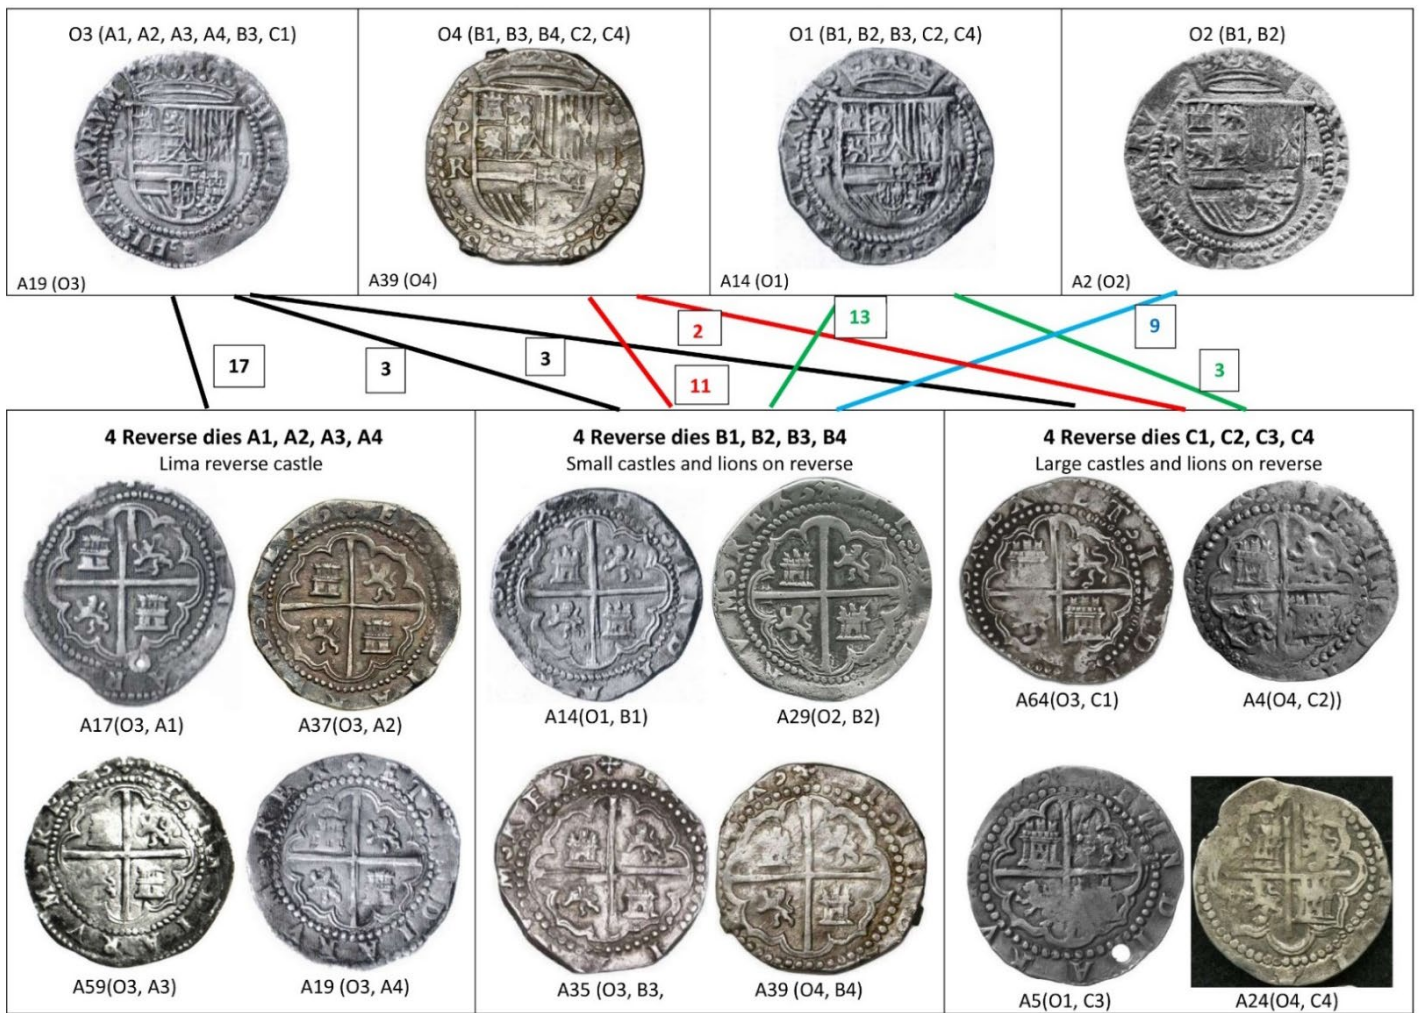 O3 (A1, A2, A3, A4, B3, C1)
O4 (B1, B3, B4, C2, C4)
O1 (B1, B2, B3, C2, C4)
O2 (B1, B2)
A19 (O3)
A39 (O4)
A14 (O1)
A2 (O2)
17
3
3
2
11
13
9
3
4 Reverse dies A1, A2, A3, A4
Lima reverse castle
A17(O3, A1)
A37(O3, A2)
A59(O3, A3)
A19 (O3, A4)
4 Reverse dies B1, B2, B3, B4
Small castles and lions on reverse
A14(O1, B1)
A29(O2, B2)
A35 (O3, B3,
A39 (O4, B4)
4 Reverse dies C1, C2, C3, C4
Large castles and lions on reverse
A64(O3, C1)
A4(O4, C2))
A5(O1, C3)
A24(O4, C4)